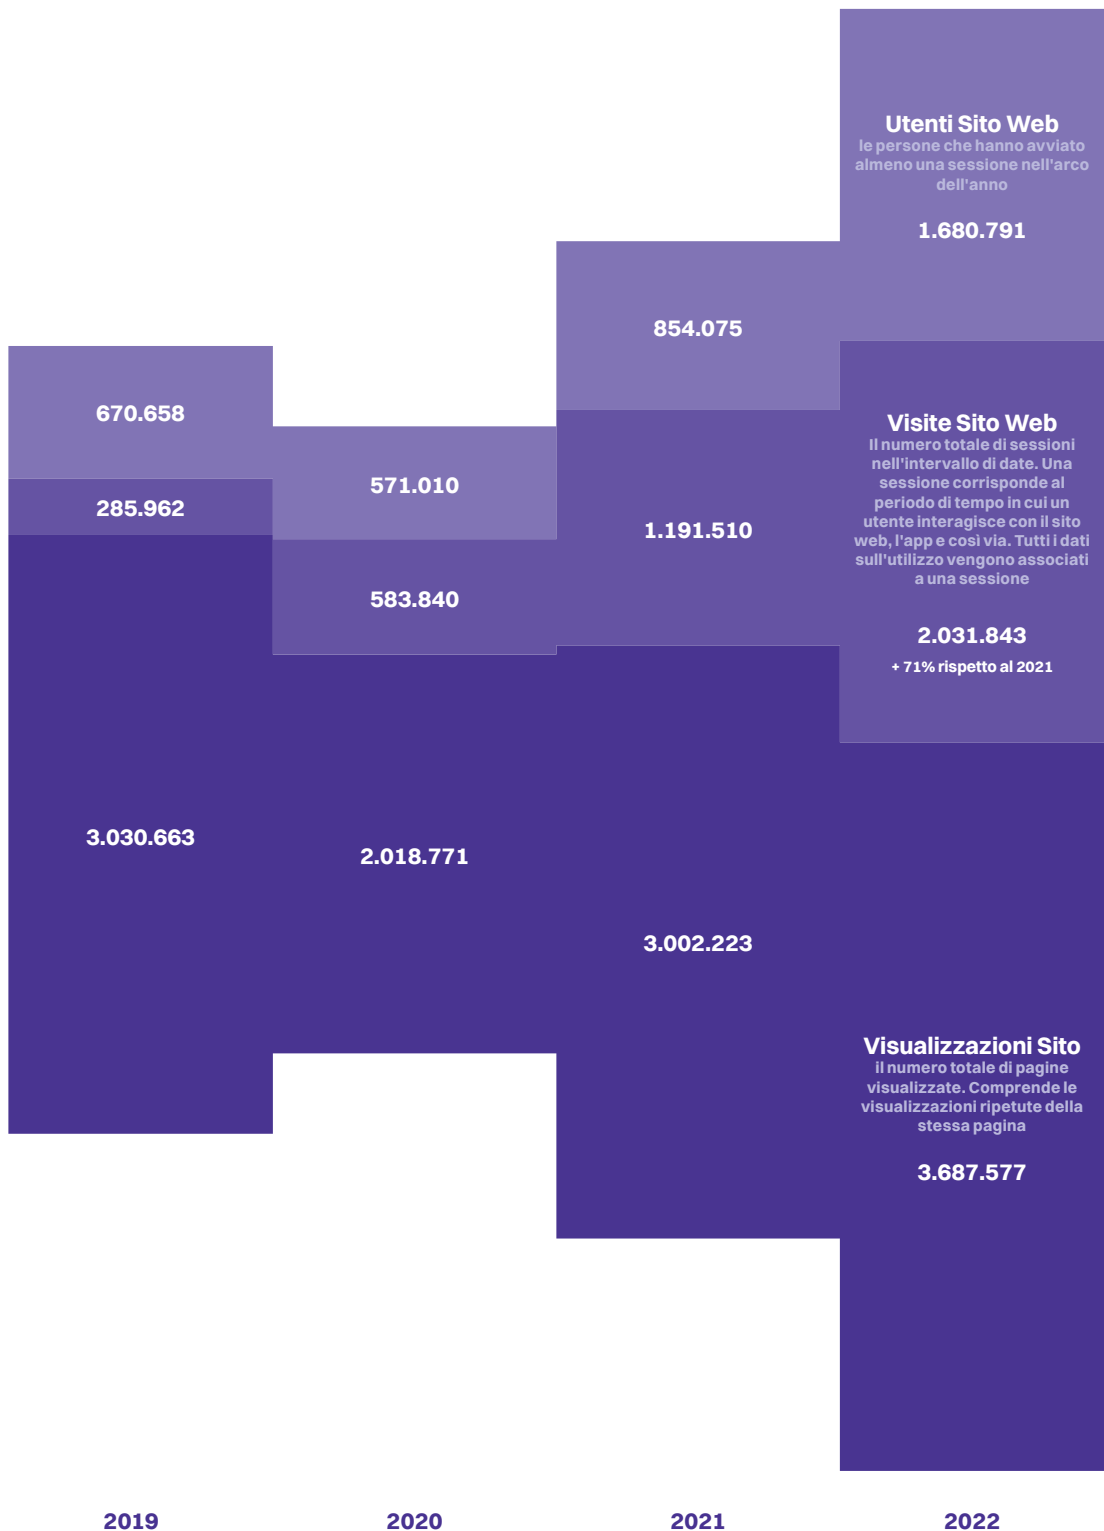 Utenti Sito Web
le persone che hanno avviato
almeno una sessione nell'arco
dell'anno
1.680.791
854.075
670.658
571.010
285.962
1.191.510
583.840
Visite Sito Web
Il numero totale di sessioni
nell'intervallo di date. Una
sessione corrisponde al
periodo di tempo in cui un
utente interagisce con il sito
web, l'app e così via. Tutti i dati
sull'utilizzo vengono associati
a una sessione
2.031.843
+ 71% rispetto al 2021
3.030.663
2.018.771
3.002.223
Visualizzazioni Sito
il numero totale di pagine
visualizzate. Comprende le
visualizzazioni ripetute della
stessa pagina
3.687.577
2019
2020
2021
2022